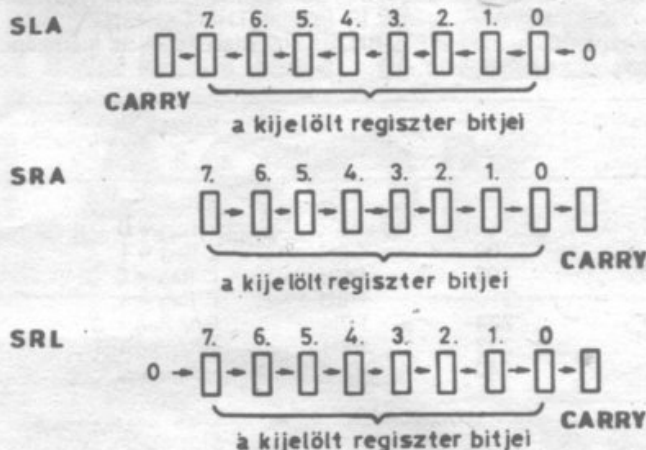 SLA 7. 6. 5. 4. 3. 2. 1. 0
0
CARRY
a kijelölt regiszter bitjei
SRA 7. 6. 5. 4. 3. 2. 1. 0
CARRY
a kijelölt regiszter bitjei
SRL 7. 6. 5. 4. 3. 2. 1. 0
0
CARRY
a kijelölt regiszter bitjei